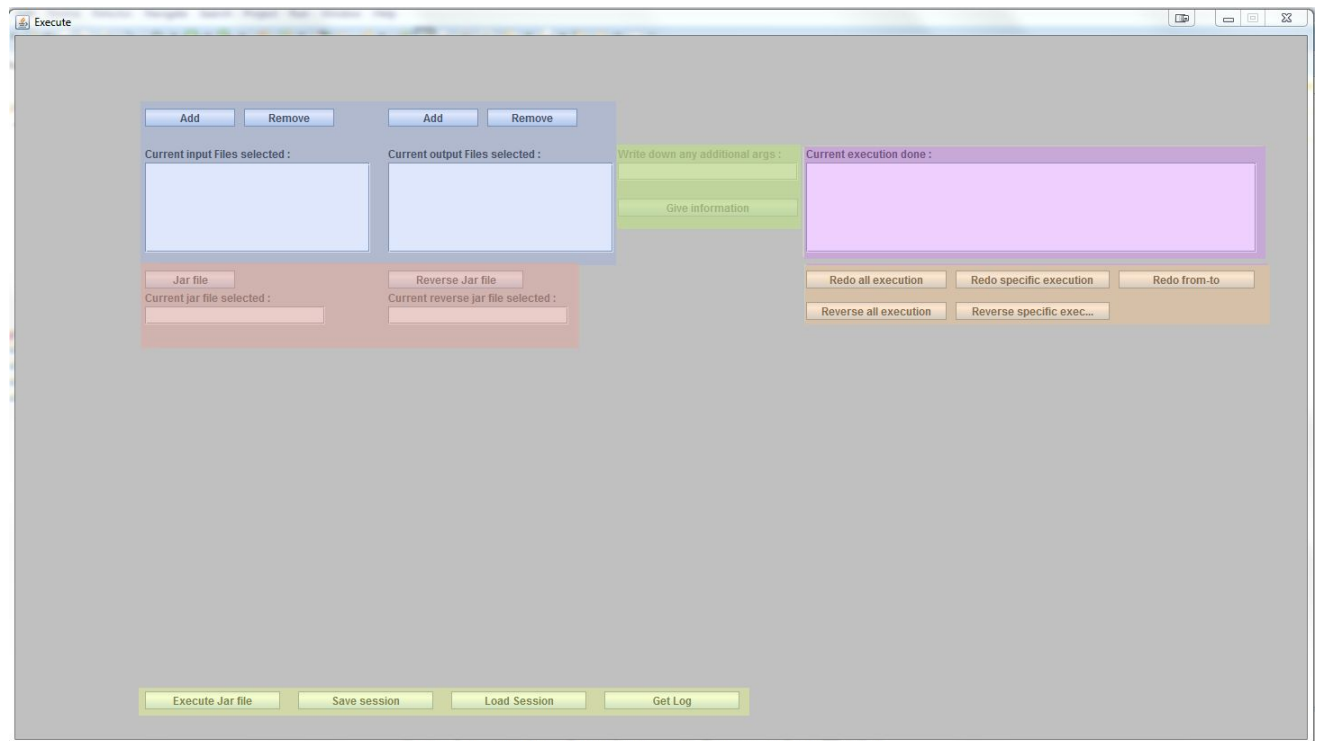 Execute
Add Remove Add Remove
Current input Files selected : Current output Files selected : Write down any additional args : Current execution done :
Give information
Jar file Reverse Jar file Redo all execution Redo specific execution Redo from-to
Current jar file selected : Current reverse jar file selected :
Reverse all execution Reverse specific exec...
Execute Jar file Save session Load Session Get Log